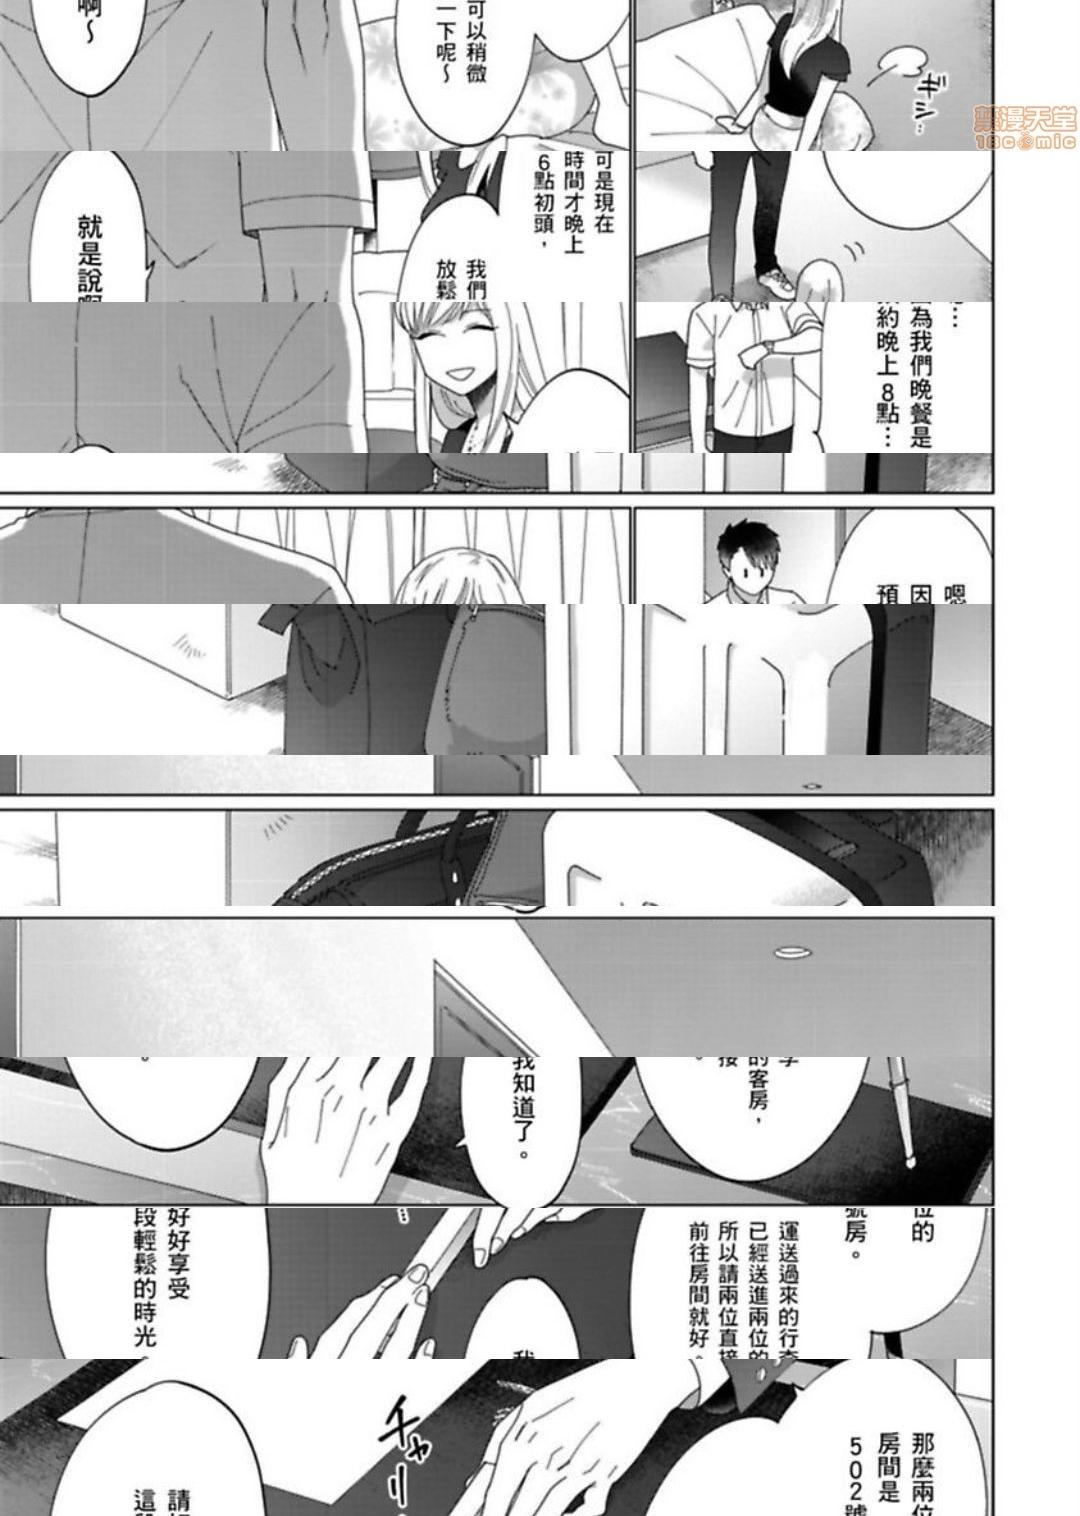 那麼兩位的
房間是
502號房。
運送過來的行李
已經送進兩位的客房，
所以請兩位直接
前往房間就好。
チャリ…
我知道了。
請好好享受
這段輕鬆的時光。
嗯…
因為我們晚餐是
預約晚上8點…
可是現在
時間才晚上
6點初頭，
我們可以稍微
放鬆一下呢～
就是說啊～
ギシ…
禁漫天堂
18comic